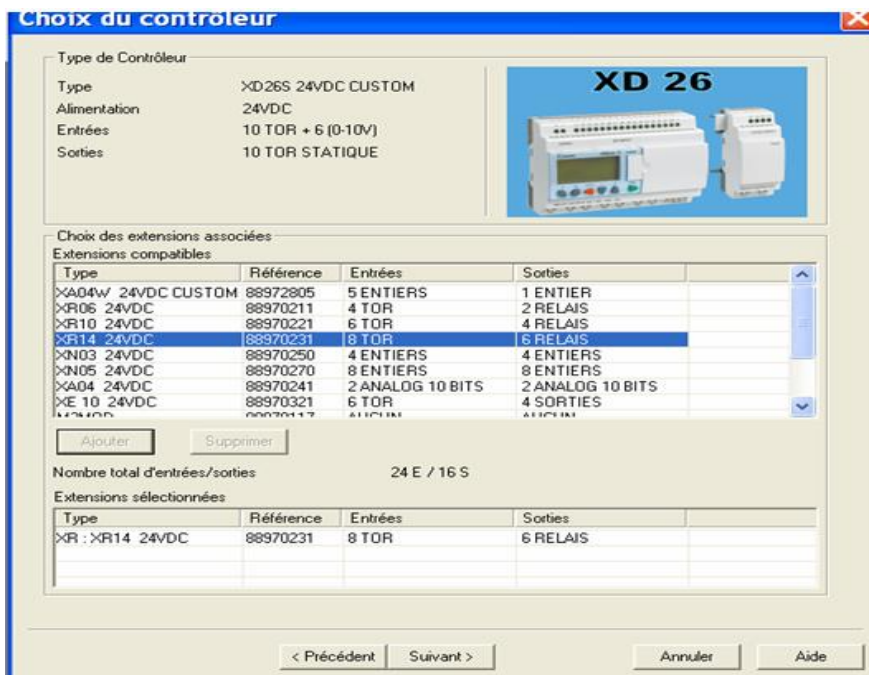 Choix du contrôleur
Type de Contrôleur
Type XD26S 24VDC CUSTOM
Alimentation 24VDC
Entrées 10 TOR + 6 (0-10V)
Sorties 10 TOR STATIQUE
XD 26
Choix des extensions associées
Extensions compatibles
Type Référence Entrées Sorties
XA04W 24VDC CUSTOM 88972805 5 ENTIERS 1 ENTIER
XR06 24VDC 88970211 4 TOR 2 RELAIS
XR10 24VDC 88970221 6 TOR 4 RELAIS
XR14 24VDC 88970231 8 TOR 6 RELAIS
XN03 24VDC 88970250 4 ENTIERS 4 ENTIERS
XN05 24VDC 88970270 8 ENTIERS 8 ENTIERS
XA04 24VDC 88970241 2 ANALOG 10 BITS 2 ANALOG 10 BITS
XE 10 24VDC 88970321 6 TOR 4 SORTIES
Ajouter Supprimer
Nombre total d'entrées/sorties 24 E / 16 S
Extensions sélectionnées
Type Référence Entrées Sorties
XR : XR14 24VDC 88970231 8 TOR 6 RELAIS
< Précédent Suivant > Annuler Aide